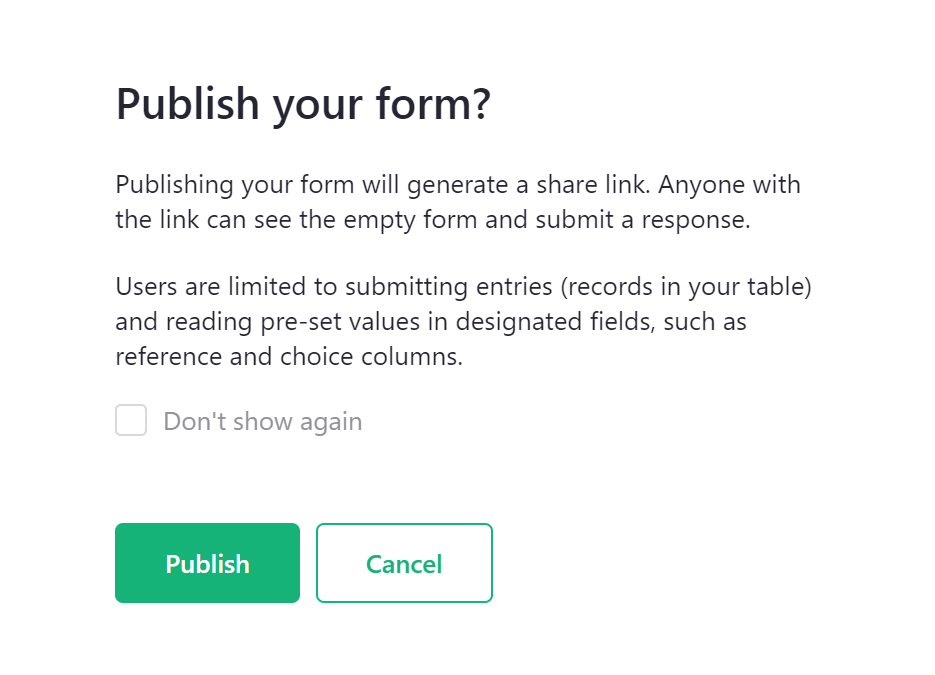 Publish your form?
Publishing your form will generate a share link. Anyone with
the link can see the empty form and submit a response.
Users are limited to submitting entries (records in your table)
and reading pre-set values in designated fields, such as
reference and choice columns.
Don't show again
Publish
Cancel